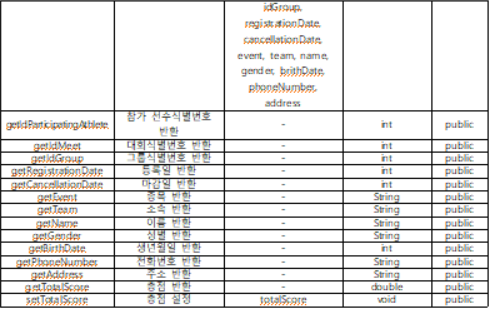 idGroup,
registrationDate,
cancellationDate,
event, team, name,
gender, brithDate,
phoneNumber,
address
getIdParticipatingAthlete 참가 선수식별번호 반환 - int public
getIdMeet 대회식별번호 반환 - int public
getIdGroup 그룹식별번호 반환 - int public
getRegistrationDate 등록일 반환 - int public
getCancellationDate 마감일 반환 - int public
getEvent 종목 반환 - String public
getTeam 소속 반환 - String public
getName 이름 반환 - String public
getGender 성별 반환 - String public
getBirthDate 생년월일 반환 - int public
getPhoneNumber 전화번호 반환 - String public
getAddress 주소 반환 - String public
getTotalScore 총점 반환 - double public
setTotalScore 총점 설정 totalScore void public